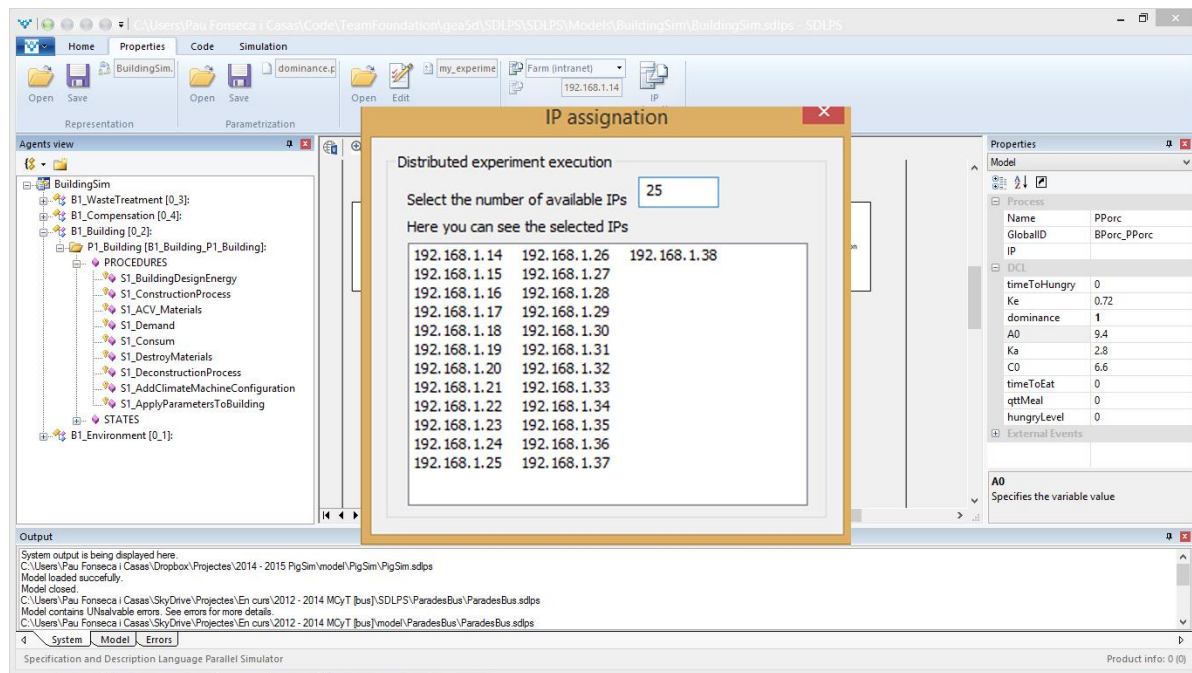 C:\Users\Pau Fonseca i Casas\Code\TeamFoundation\gea5d\SDLPS\SDLPS\Models\BuildingSim\BuildingSim.sdlps - SDLPS
Home Properties Code Simulation
BuildingSim. dominance.p my_experime Farm (intranet)
192.168.1.14
Open Save Open Save Open Edit IP
Representation Parametrization
IP assignation
Agents view
BuildingSim
B1_WasteTreatment [0_3]:
B1_Compensation [0_4]:
B1_Building [0_2]:
P1_Building [B1_Building_P1_Building]:
PROCEDURES
S1_BuildingDesignEnergy
S1_ConstructionProcess
S1_ACV_Materials
S1_Demand
S1_Consum
S1_DestroyMaterials
S1_DeconstructionProcess
S1_AddClimateMachineConfiguration
S1_ApplyParametersToBuilding
STATES
B1_Environment [0_1]:
Distributed experiment execution
Select the number of available IPs 25
Here you can see the selected IPs
192.168.1.14 192.168.1.26 192.168.1.38
192.168.1.15 192.168.1.27
192.168.1.16 192.168.1.28
192.168.1.17 192.168.1.29
192.168.1.18 192.168.1.30
192.168.1.19 192.168.1.31
192.168.1.20 192.168.1.32
192.168.1.21 192.168.1.33
192.168.1.22 192.168.1.34
192.168.1.23 192.168.1.35
192.168.1.24 192.168.1.36
192.168.1.25 192.168.1.37
Properties
Model
Process
Name PPorc
GlobalID BPorc_PPorc
IP
DCL
timeToHungry 0
Ke 0.72
dominance 1
A0 9.4
Ka 2.8
C0 6.6
timeToEat 0
qttMeal 0
hungryLevel 0
External Events
A0
Specifies the variable value
Output
System output is being displayed here.
C:\Users\Pau Fonseca i Casas\Dropbox\Projectes\2014 - 2015 PigSim\model\PigSim\PigSim.sdlps
Model loaded succefully.
Model closed.
C:\Users\Pau Fonseca i Casas\SkyDrive\Projectes\En curs\2012 - 2014 MCyT [bus]\SDLPS\ParadesBus\ParadesBus.sdlps
Model contains UNsalvable errors. See errors for more details.
C:\Users\Pau Fonseca i Casas\SkyDrive\Projectes\En curs\2012 - 2014 MCyT [bus]\model\ParadesBus\ParadesBus.sdlps
System Model Errors
Specification and Description Language Parallel Simulator
Product info: 0 (0)